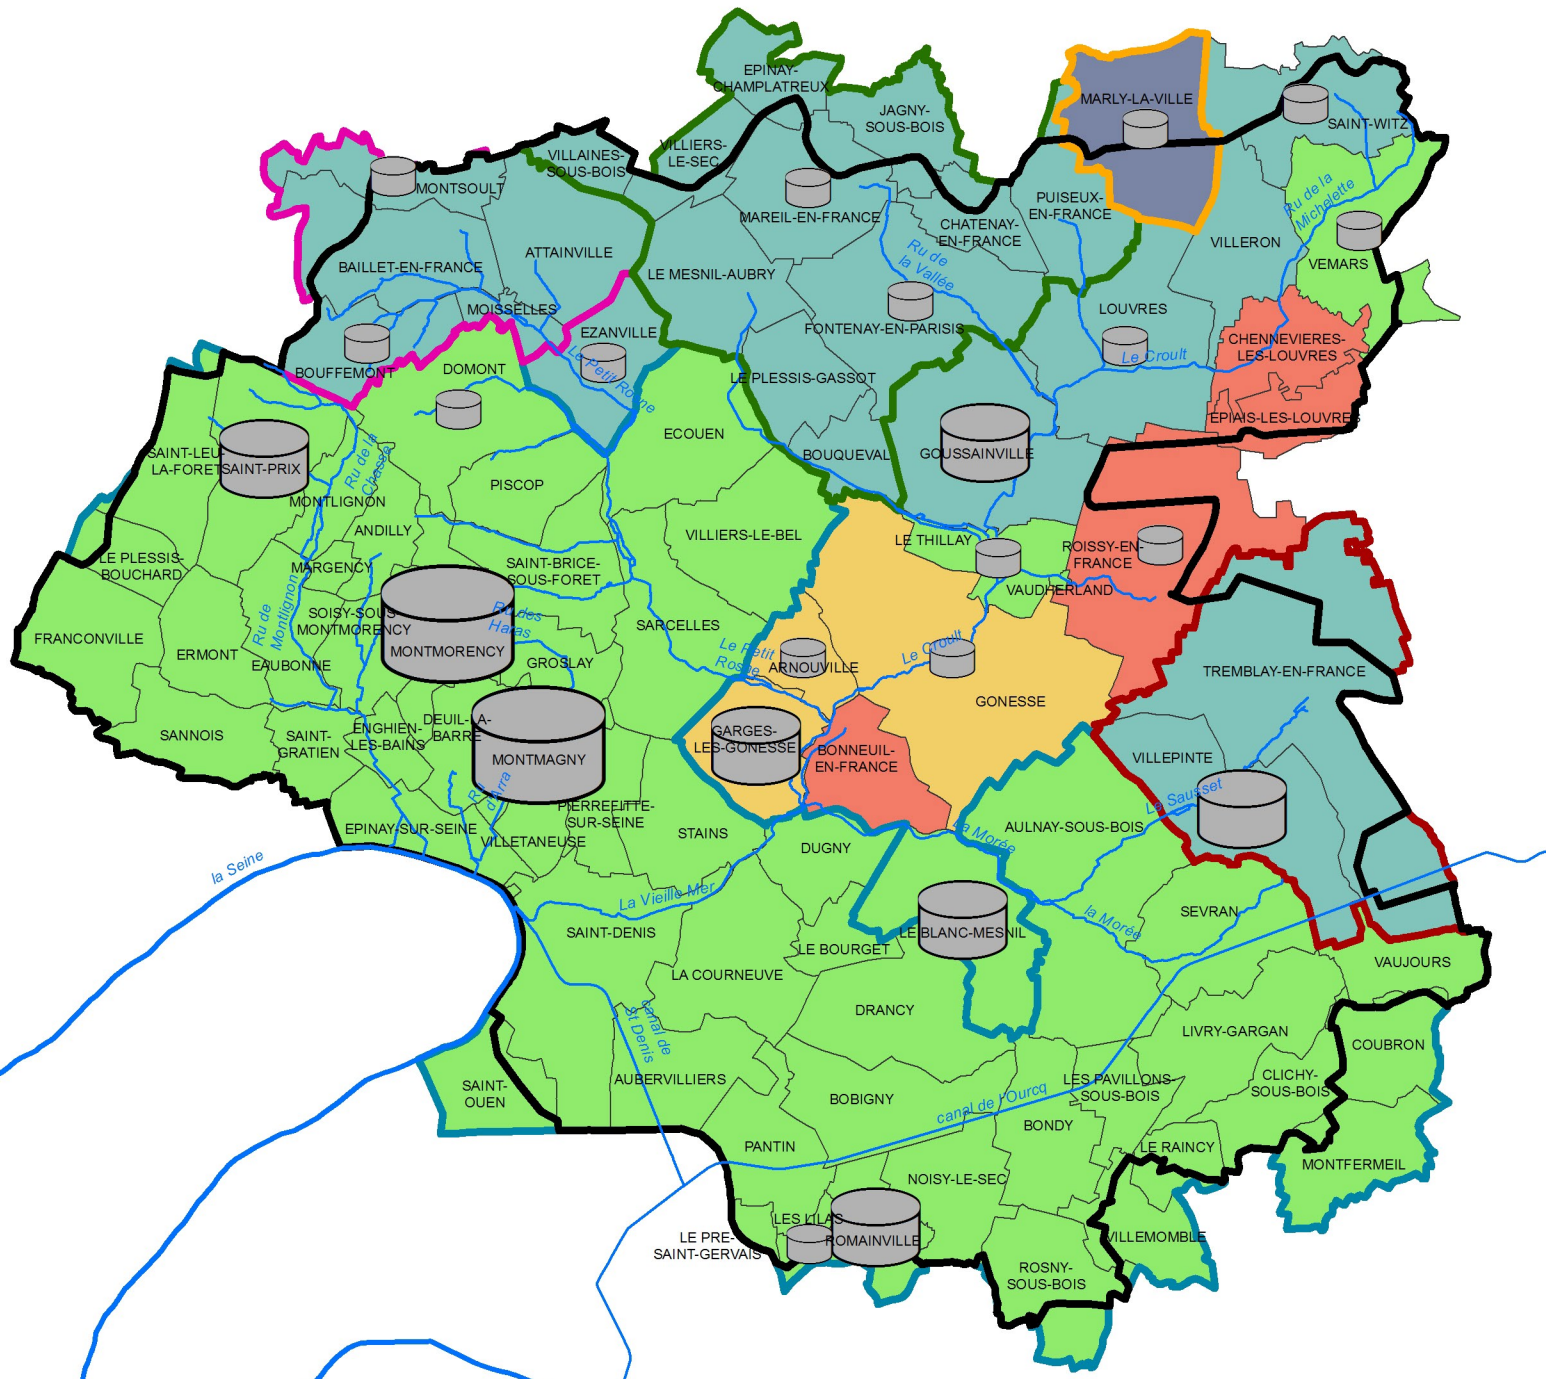 EPINAY-
CHAMPLATREUX
MARLY-LA-VILLE
JAGNY-
SOUS-BOIS
SAINT-WITZ
VILLIERS-
LE-SEC
VILLAINES-
SOUS-BOIS
MONTSOULT
MAREIL-EN-FRANCE
PUISEUX-
EN-FRANCE
Ru de la
Michelette
CHATENAY-
EN-FRANCE
VILLERON
VEMARS
ATTAINVILLE
BAILLET-EN-FRANCE
LE MESNIL-AUBRY
Ru de
la Vallée
MOISSELLES
LOUVRES
EZANVILLE
FONTENAY-EN-PARISIS
CHENNEVIERES-
LES-LOUVRES
Le Croult
BOUFFEMONT
DOMONT
Le Petit Rosne
LE PLESSIS-GASSOT
EPIAIS-LES-LOUVRES
ECOUEN
BOUQUEVAL
GOUSSAINVILLE
SAINT-LEU-
LA-FORET
SAINT-PRIX
Ru de la
Chasse
PISCOP
MONTLIGNON
ANDILLY
VILLIERS-LE-BEL
LE THILLAY
ROISSY-EN-
FRANCE
LE PLESSIS-
BOUCHARD
MARGENCY
SAINT-BRICE-
SOUS-FORET
VAUDHERLAND
SOISY-SOUS-
MONTMORENCY
Ru des
Haras
Ru de
Montlignon
FRANCONVILLE
ERMONT
EAUBONNE
MONTMORENCY
GROSLAY
SARCELLES
Le Petit
Rosne
ARNOUVILLE
Le Croult
TREMBLAY-EN-FRANCE
GONESSE
SANNOIS
SAINT-
GRATIEN
ENGHIEN-
LES-BAINS
DEUIL-LA-
BARRE
MONTMAGNY
GARGES-
LES-GONESSE
BONNEUIL-
EN-FRANCE
VILLEPINTE
Le Sausset
Ru
d'Arra
PIERREFITTE-
SUR-SEINE
EPINAY-SUR-SEINE
VILLETANEUSE
STAINS
DUGNY
La Morée
AULNAY-SOUS-BOIS
la Seine
La Vieille Mer
SAINT-DENIS
LE BOURGET
LE BLANC-MESNIL
la Morée
SEVRAN
VAUJOURS
LA COURNEUVE
DRANCY
canal de
St Denis
LIVRY-GARGAN
COUBRON
SAINT-
OUEN
AUBERVILLIERS
BOBIGNY
canal de l'Ourcq
LES PAVILLONS-
SOUS-BOIS
CLICHY-
SOUS-BOIS
BONDY
PANTIN
LE RAINCY
MONTFERMEIL
NOISY-LE-SEC
LES LILAS
LE PRE-
SAINT-GERVAIS
ROMAINVILLE
VILLEMOMBLE
ROSNY-
SOUS-BOIS